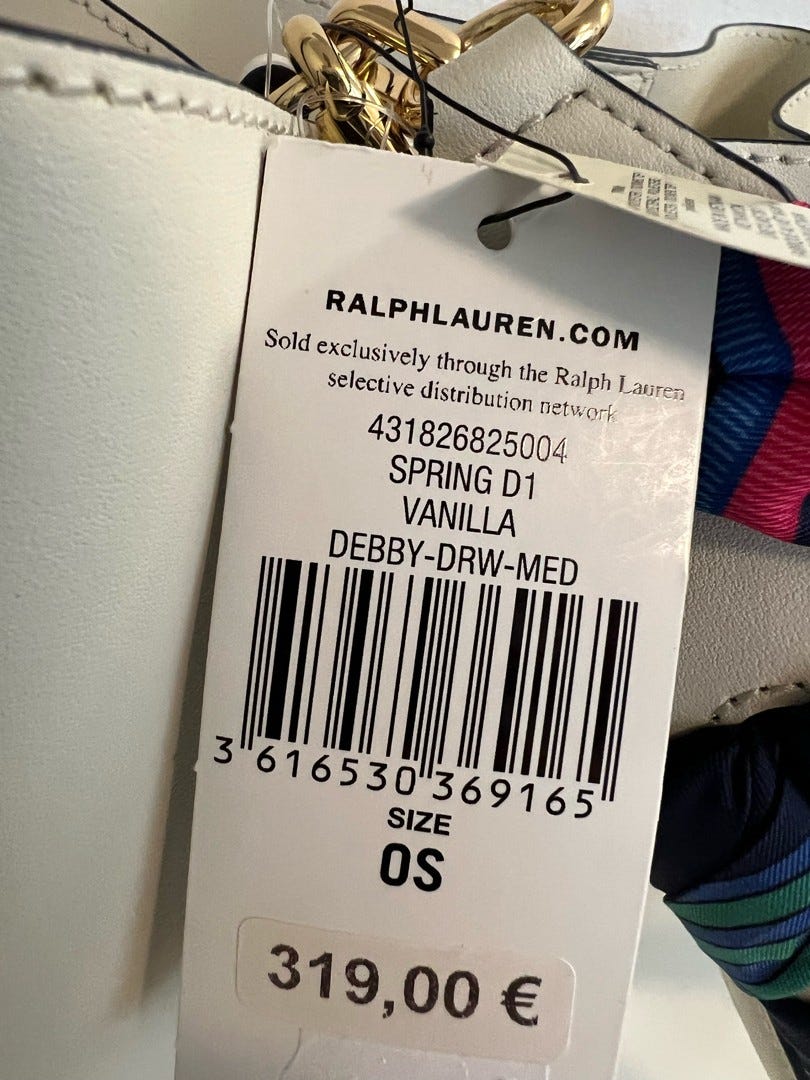 RALPHLAUREN.COM
Sold exclusively through the Ralph Lauren
selective distribution network
431826825004
SPRING D1
VANILLA
DEBBY-DRW-MED
3 616530 369165
SIZE
OS
319,00 €